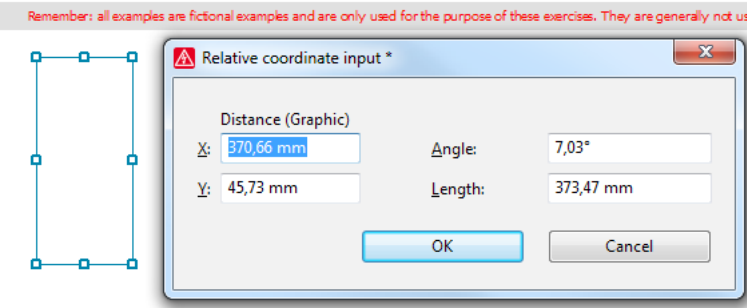 Remember: all examples are fictional examples and are only used for the purpose of these exercises. They are generally not us
Relative coordinate input *
Distance (Graphic)
X: 370,66 mm Angle: 7,03°
Y: 45,73 mm Length: 373,47 mm
OK Cancel